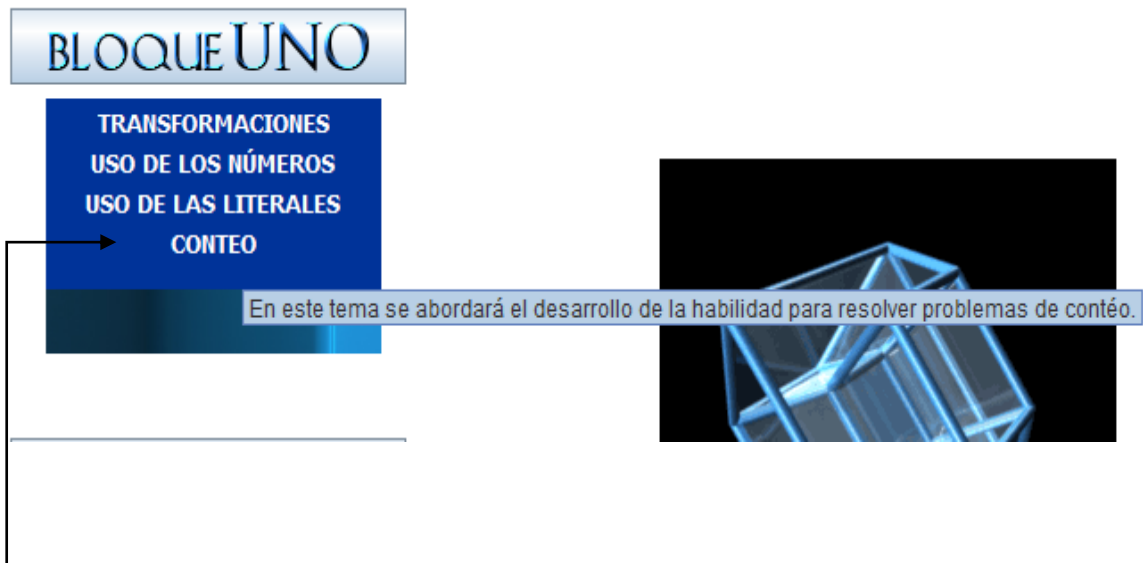 BLOQUE UNO
TRANSFORMACIONES
USO DE LOS NÚMEROS
USO DE LAS LITERALES
CONTEO
En este tema se abordará el desarrollo de la habilidad para resolver problemas de contéo.